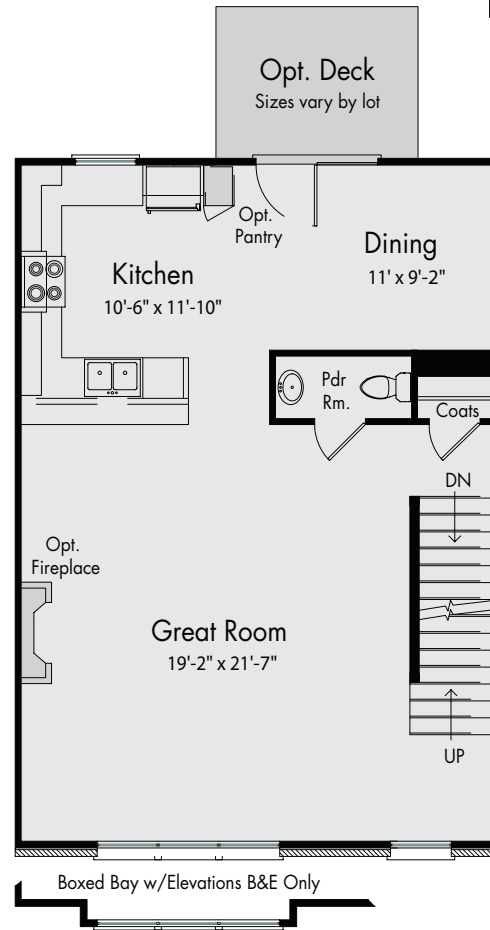 Opt. Deck
Sizes vary by lot
Opt.
Pantry
Dining
11' x 9'-2"
Kitchen
10'-6" x 11'-10"
Pdr
Rm.
Coats
DN
Opt.
Fireplace
Great Room
19'-2" x 21'-7"
UP
Boxed Bay w/Elevations B&E Only